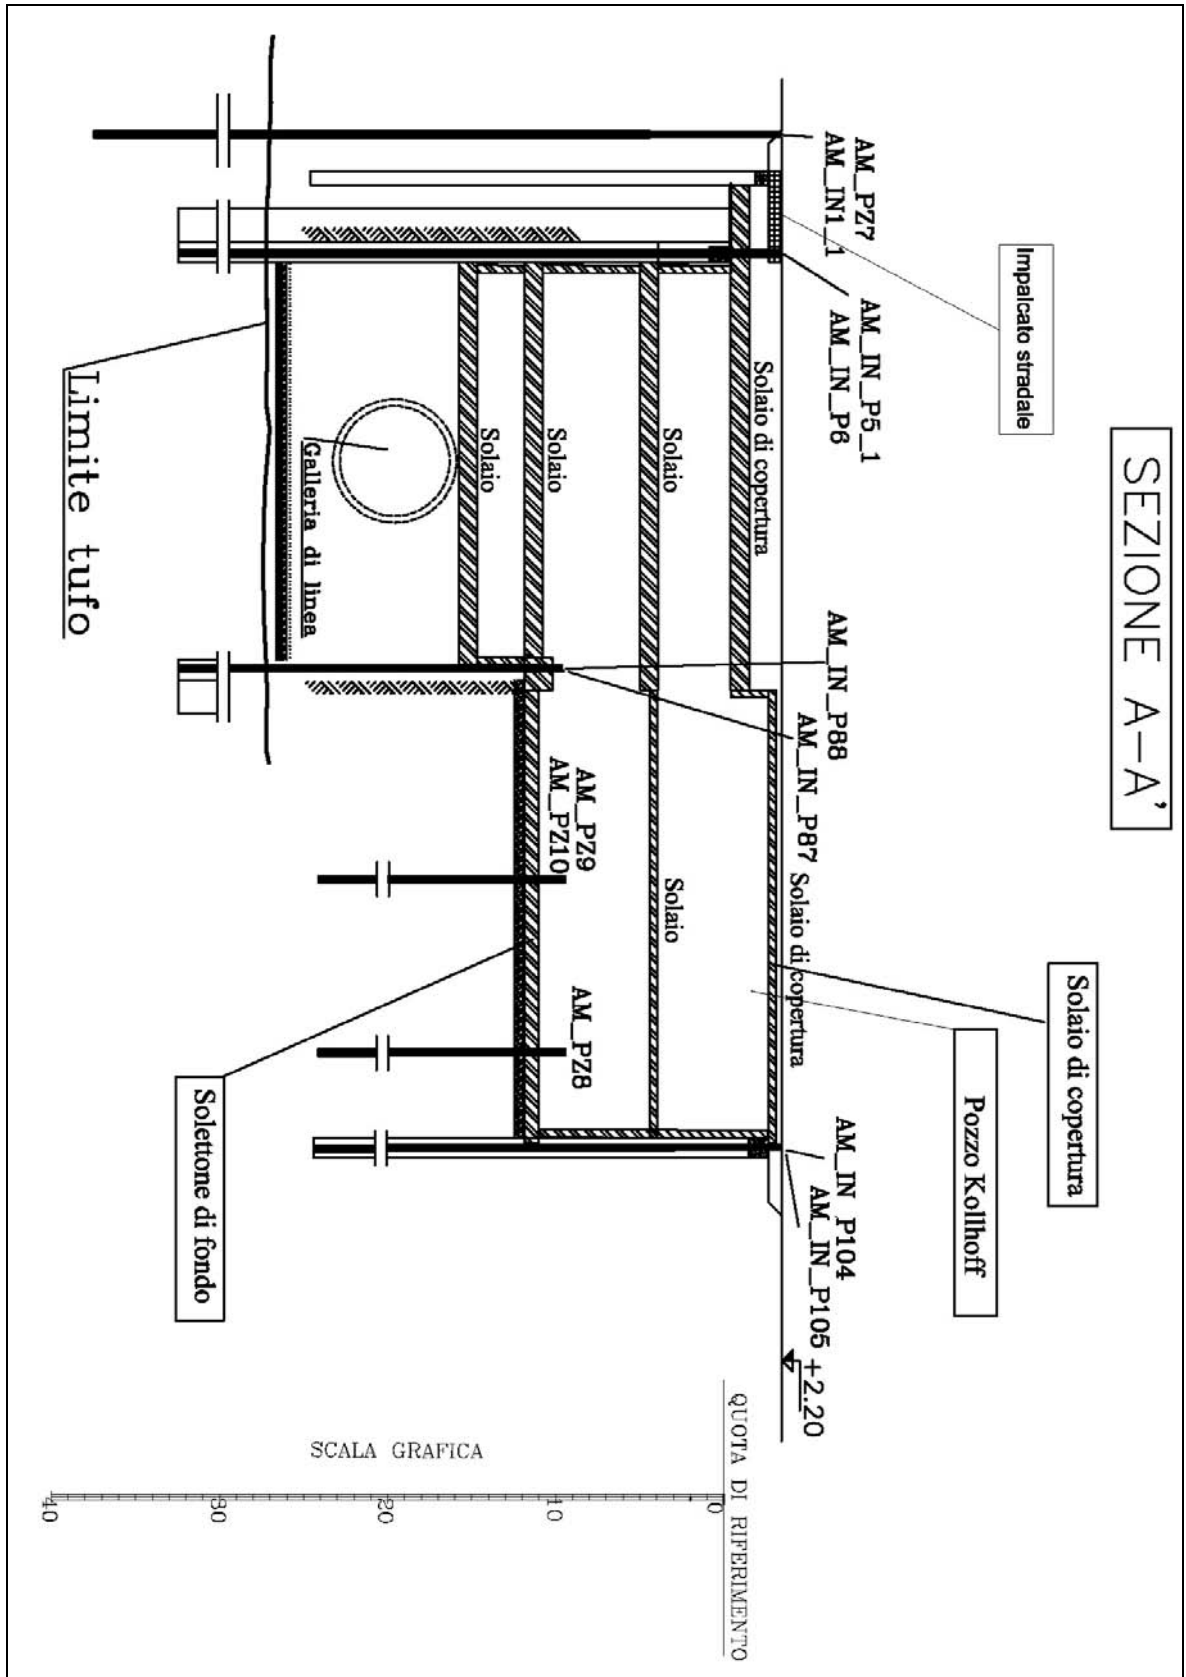 SEZIONE A-A'
Impalcato stradale
Solaio di copertura
Pozzo Kollhoff
AM_PZ7
AM_IN1_1
AM_IN_P5_1
AM_IN_P6
AM_IN_P88
AM_IN_P87
AM_IN_P104
AM_IN_P105
+2.20
Solaio di copertura
Solaio di copertura
QUOTA DI RIFERIMENTO
Solaio
Solaio
Solaio
Solaio
AM_PZ9
AM_PZ10
AM_PZ8
Galleria di linea
Limite tufo
Solettone di fondo
SCALA GRAFICA
0
10
20
30
40